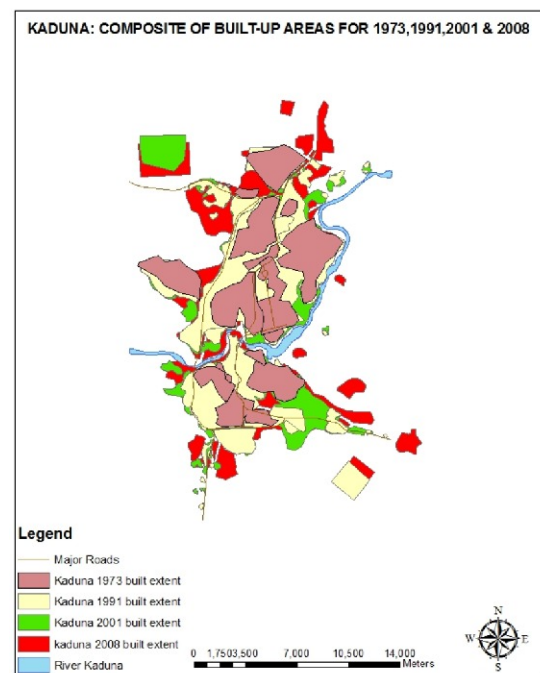 KADUNA: COMPOSITE OF BUILT-UP AREAS FOR 1973,1991,2001 & 2008
Legend
Major Roads
Kaduna 1973 built extent
Kaduna 1991 built extent
Kaduna 2001 built extent
kaduna 2008 built extent
River Kaduna
N
W E
S
0 1,7503,500 7,000 10,500 14,000
Meters